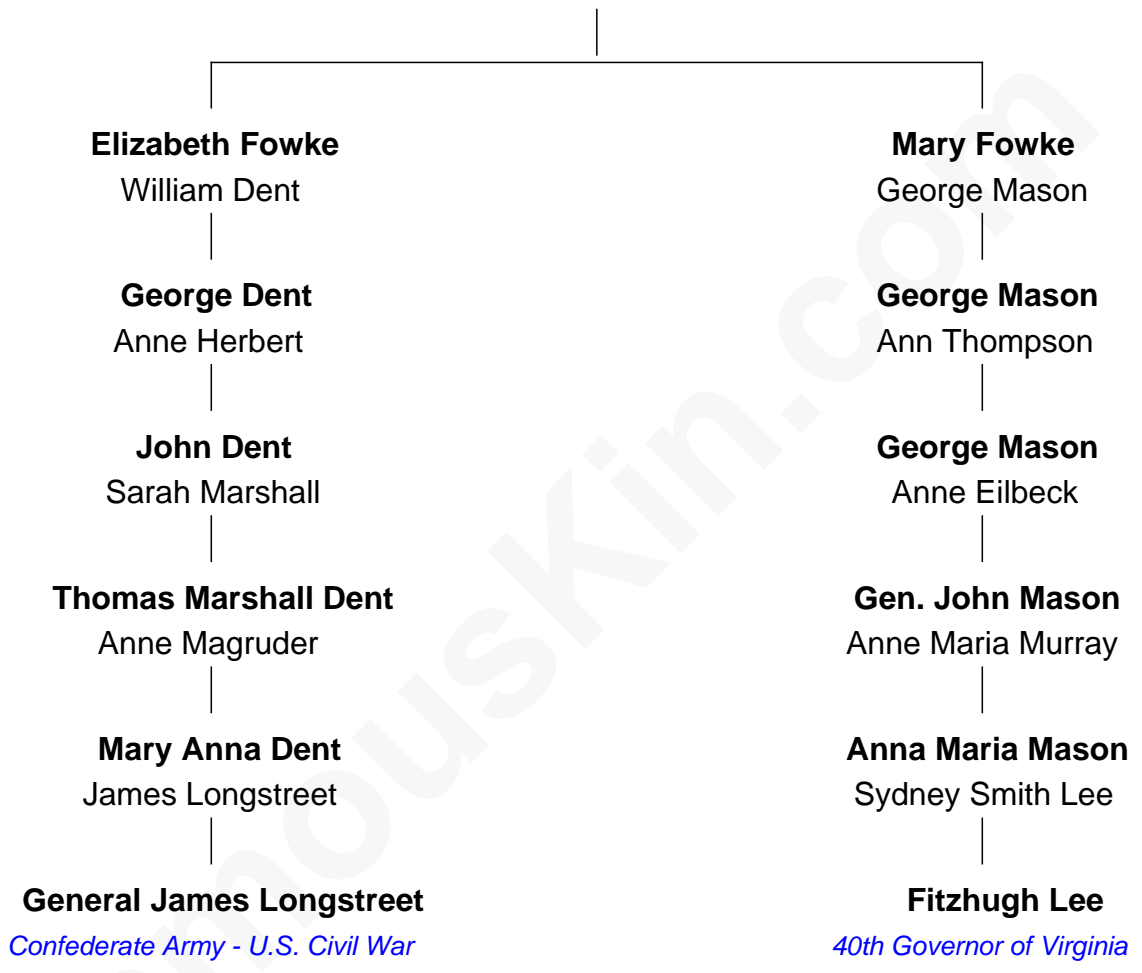 Elizabeth Fowke
William Dent
George Dent
Anne Herbert
John Dent
Sarah Marshall
Thomas Marshall Dent
Anne Magruder
Mary Anna Dent
James Longstreet
General James Longstreet
Confederate Army - U.S. Civil War
Mary Fowke
George Mason
George Mason
Ann Thompson
George Mason
Anne Eilbeck
Gen. John Mason
Anne Maria Murray
Anna Maria Mason
Sydney Smith Lee
Fitzhugh Lee
40th Governor of Virginia
mousKin.com